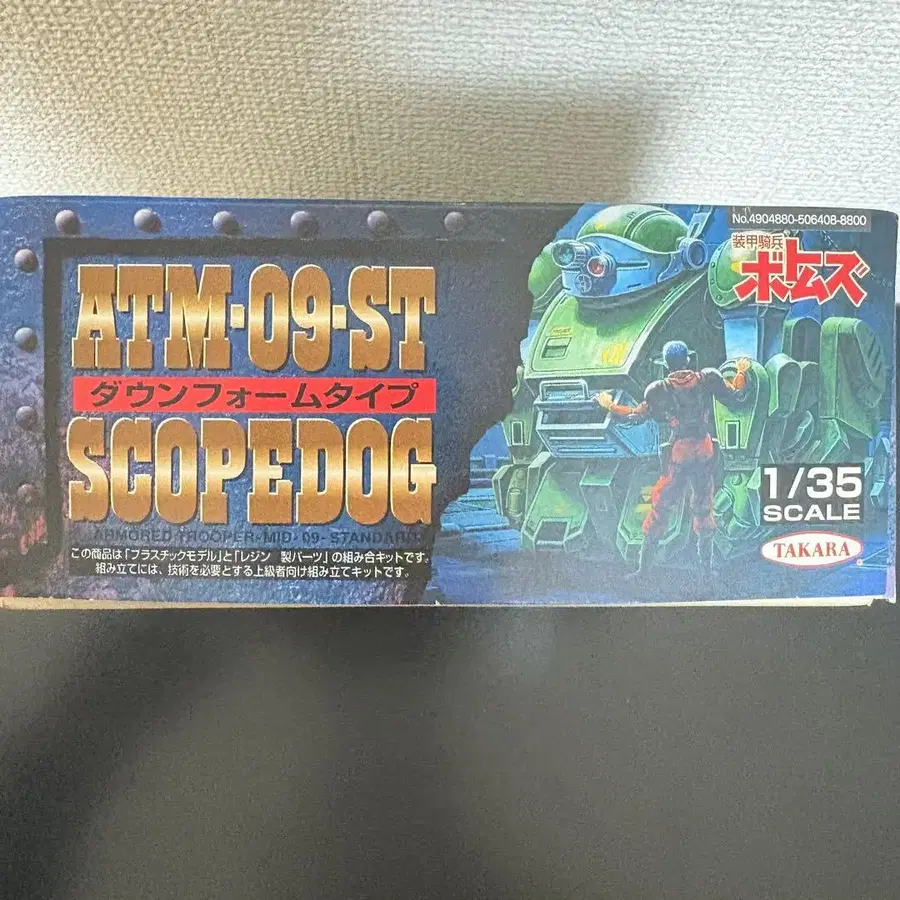 No.4904880-506408-8800
装甲騎兵
ボトムズ
ATM-09-ST
ダウンフォームタイプ
SCOPEDOG
ARMORED TROOPER-MID-09-STANDARD
この商品は「プラスチックモデル」と「レジン 製パーツ」の組み合キットです。
組み立てには、技術を必要とする上級者向け組み立てキットです。
1/35
SCALE
TAKARA